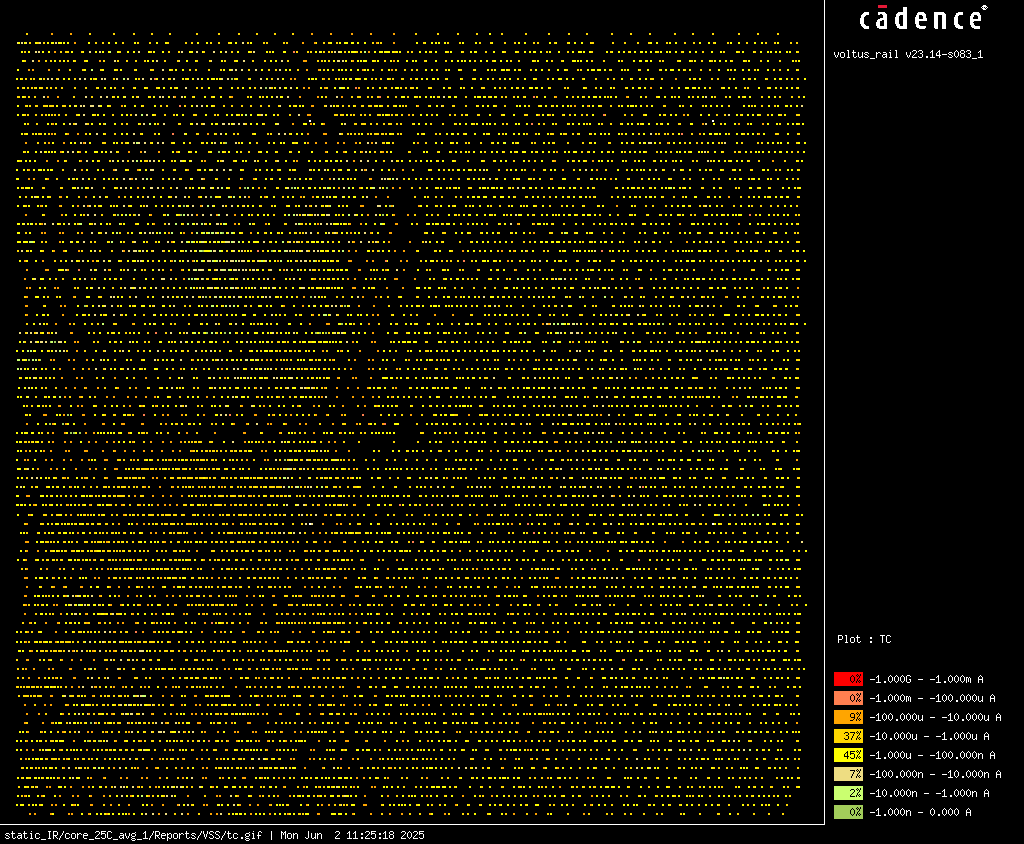 cādence®
voltus_rail v23.14-s083_1
Plot : TC
0% -1.000G - -1.000m A
0% -1.000m - -100.000u A
9% -100.000u - -10.000u A
37% -10.000u - -1.000u A
45% -1.000u - -100.000n A
7% -100.000n - -10.000n A
2% -10.000n - -1.000n A
0% -1.000n - 0.000 A
static_IR/core_25C_avg_1/Reports/VSS/tc.gif | Mon Jun  2 11:25:18 2025